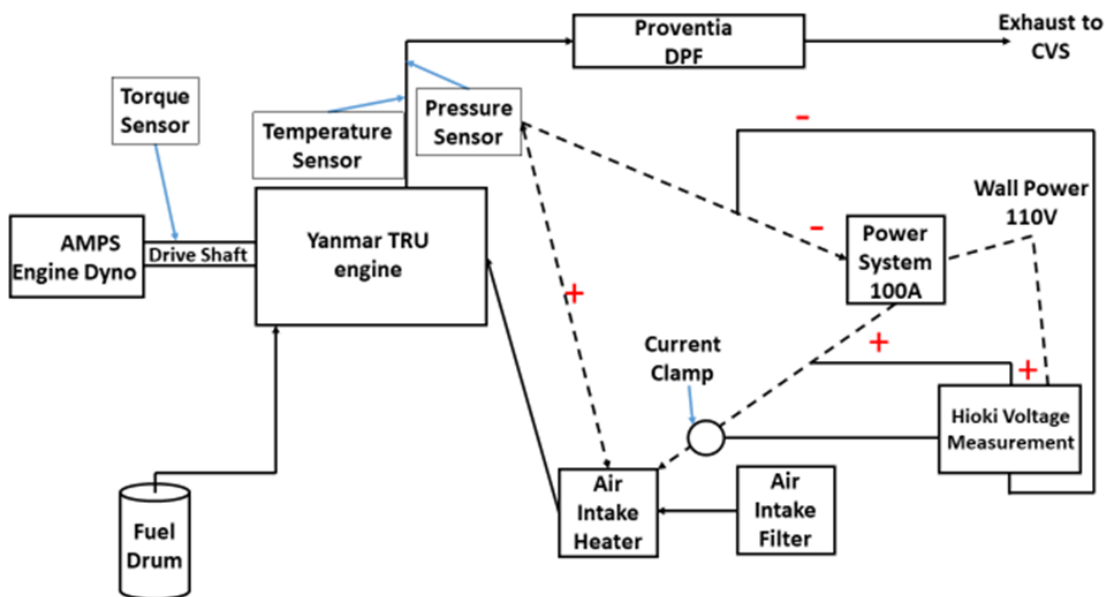 Proventia
DPF
Exhaust to
CVS
Torque
Sensor
Temperature
Sensor
Pressure
Sensor
-
Wall Power
110V
AMPS
Engine Dyno
Drive Shaft
Yanmar TRU
engine
-
Power
System
100A
+
Current
Clamp
+
+
Hioki Voltage
Measurement
Air
Intake
Heater
Air
Intake
Filter
Fuel
Drum